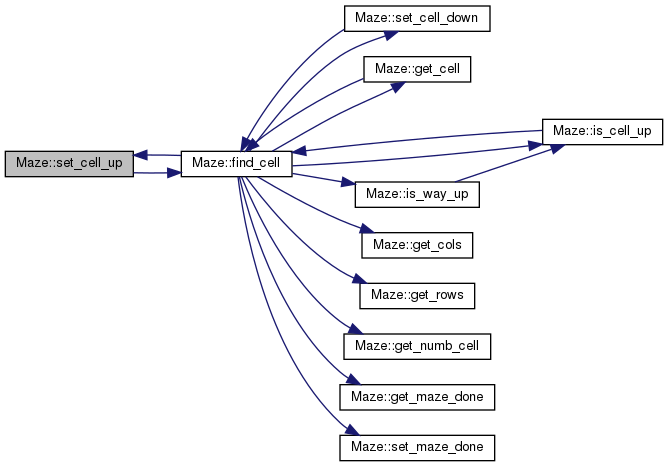 Maze::set_cell_down
Maze::get_cell
Maze::is_cell_up
Maze::set_cell_up
Maze::find_cell
Maze::is_way_up
Maze::get_cols
Maze::get_rows
Maze::get_numb_cell
Maze::get_maze_done
Maze::set_maze_done